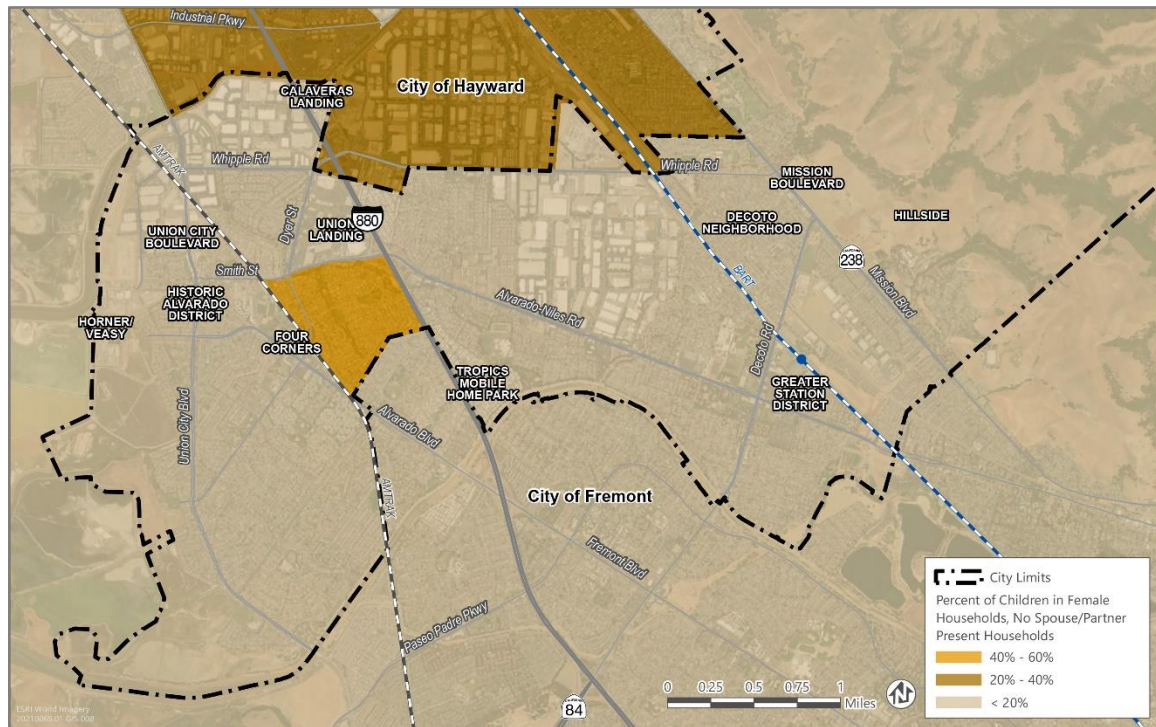 Industrial Pkwy
City of Hayward
CALAVERAS
LANDING
AMTRAK
Whipple Rd
Whipple Rd
MISSION
BOULEVARD
Dyer St
UNION
LANDING
880
DECOTO
NEIGHBORHOOD
HILLSIDE
UNION CITY
BOULEVARD
238
Mission Blvd
Smith St
BART
HISTORIC
ALVARADO
DISTRICT
Alvarado-Niles Rd
HORNER/
VEASY
FOUR
CORNERS
Decoto Rd
TROPICS
MOBILE
HOME PARK
GREATER
STATION
DISTRICT
Union City Blvd
Alvarado Blvd
AMTRAK
City of Fremont
Fremont Blvd
Paseo Padre Pkwy
84
0 0.25 0.5 0.75 1
Miles
N
City Limits
Percent of Children in Female
Households, No Spouse/Partner
Present Households
40% - 60%
20% - 40%
< 20%
ESRI World Imagery
20210065.01 GIS 008